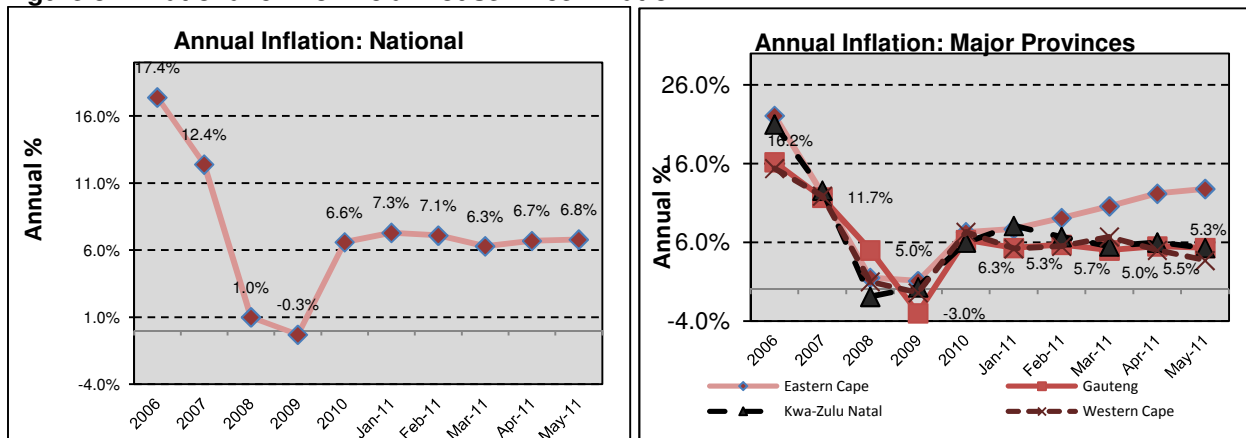 Annual Inflation: National
Annual %
16.0%
11.0%
6.0%
1.0%
-4.0%
17.4%
12.4%
1.0%
-0.3%
6.6%
7.3%
7.1%
6.3%
6.7%
6.8%
2006
2007
2008
2009
2010
Jan-11
Feb-11
Mar-11
Apr-11
May-11
Annual Inflation: Major Provinces
Annual %
26.0%
16.0%
6.0%
-4.0%
16.2%
11.7%
5.0%
-3.0%
6.3%
5.3%
5.7%
5.0%
5.5%
5.3%
2006
2007
2008
2009
2010
Jan-11
Feb-11
Mar-11
Apr-11
May-11
Eastern Cape
Gauteng
Kwa-Zulu Natal
Western Cape